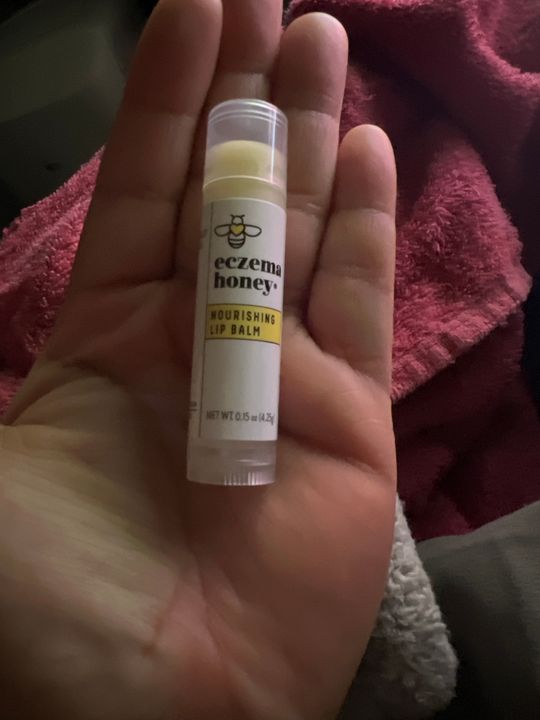 eczema
honey®
NOURISHING
LIP BALM
NET WT. 0.15 oz (4.25g